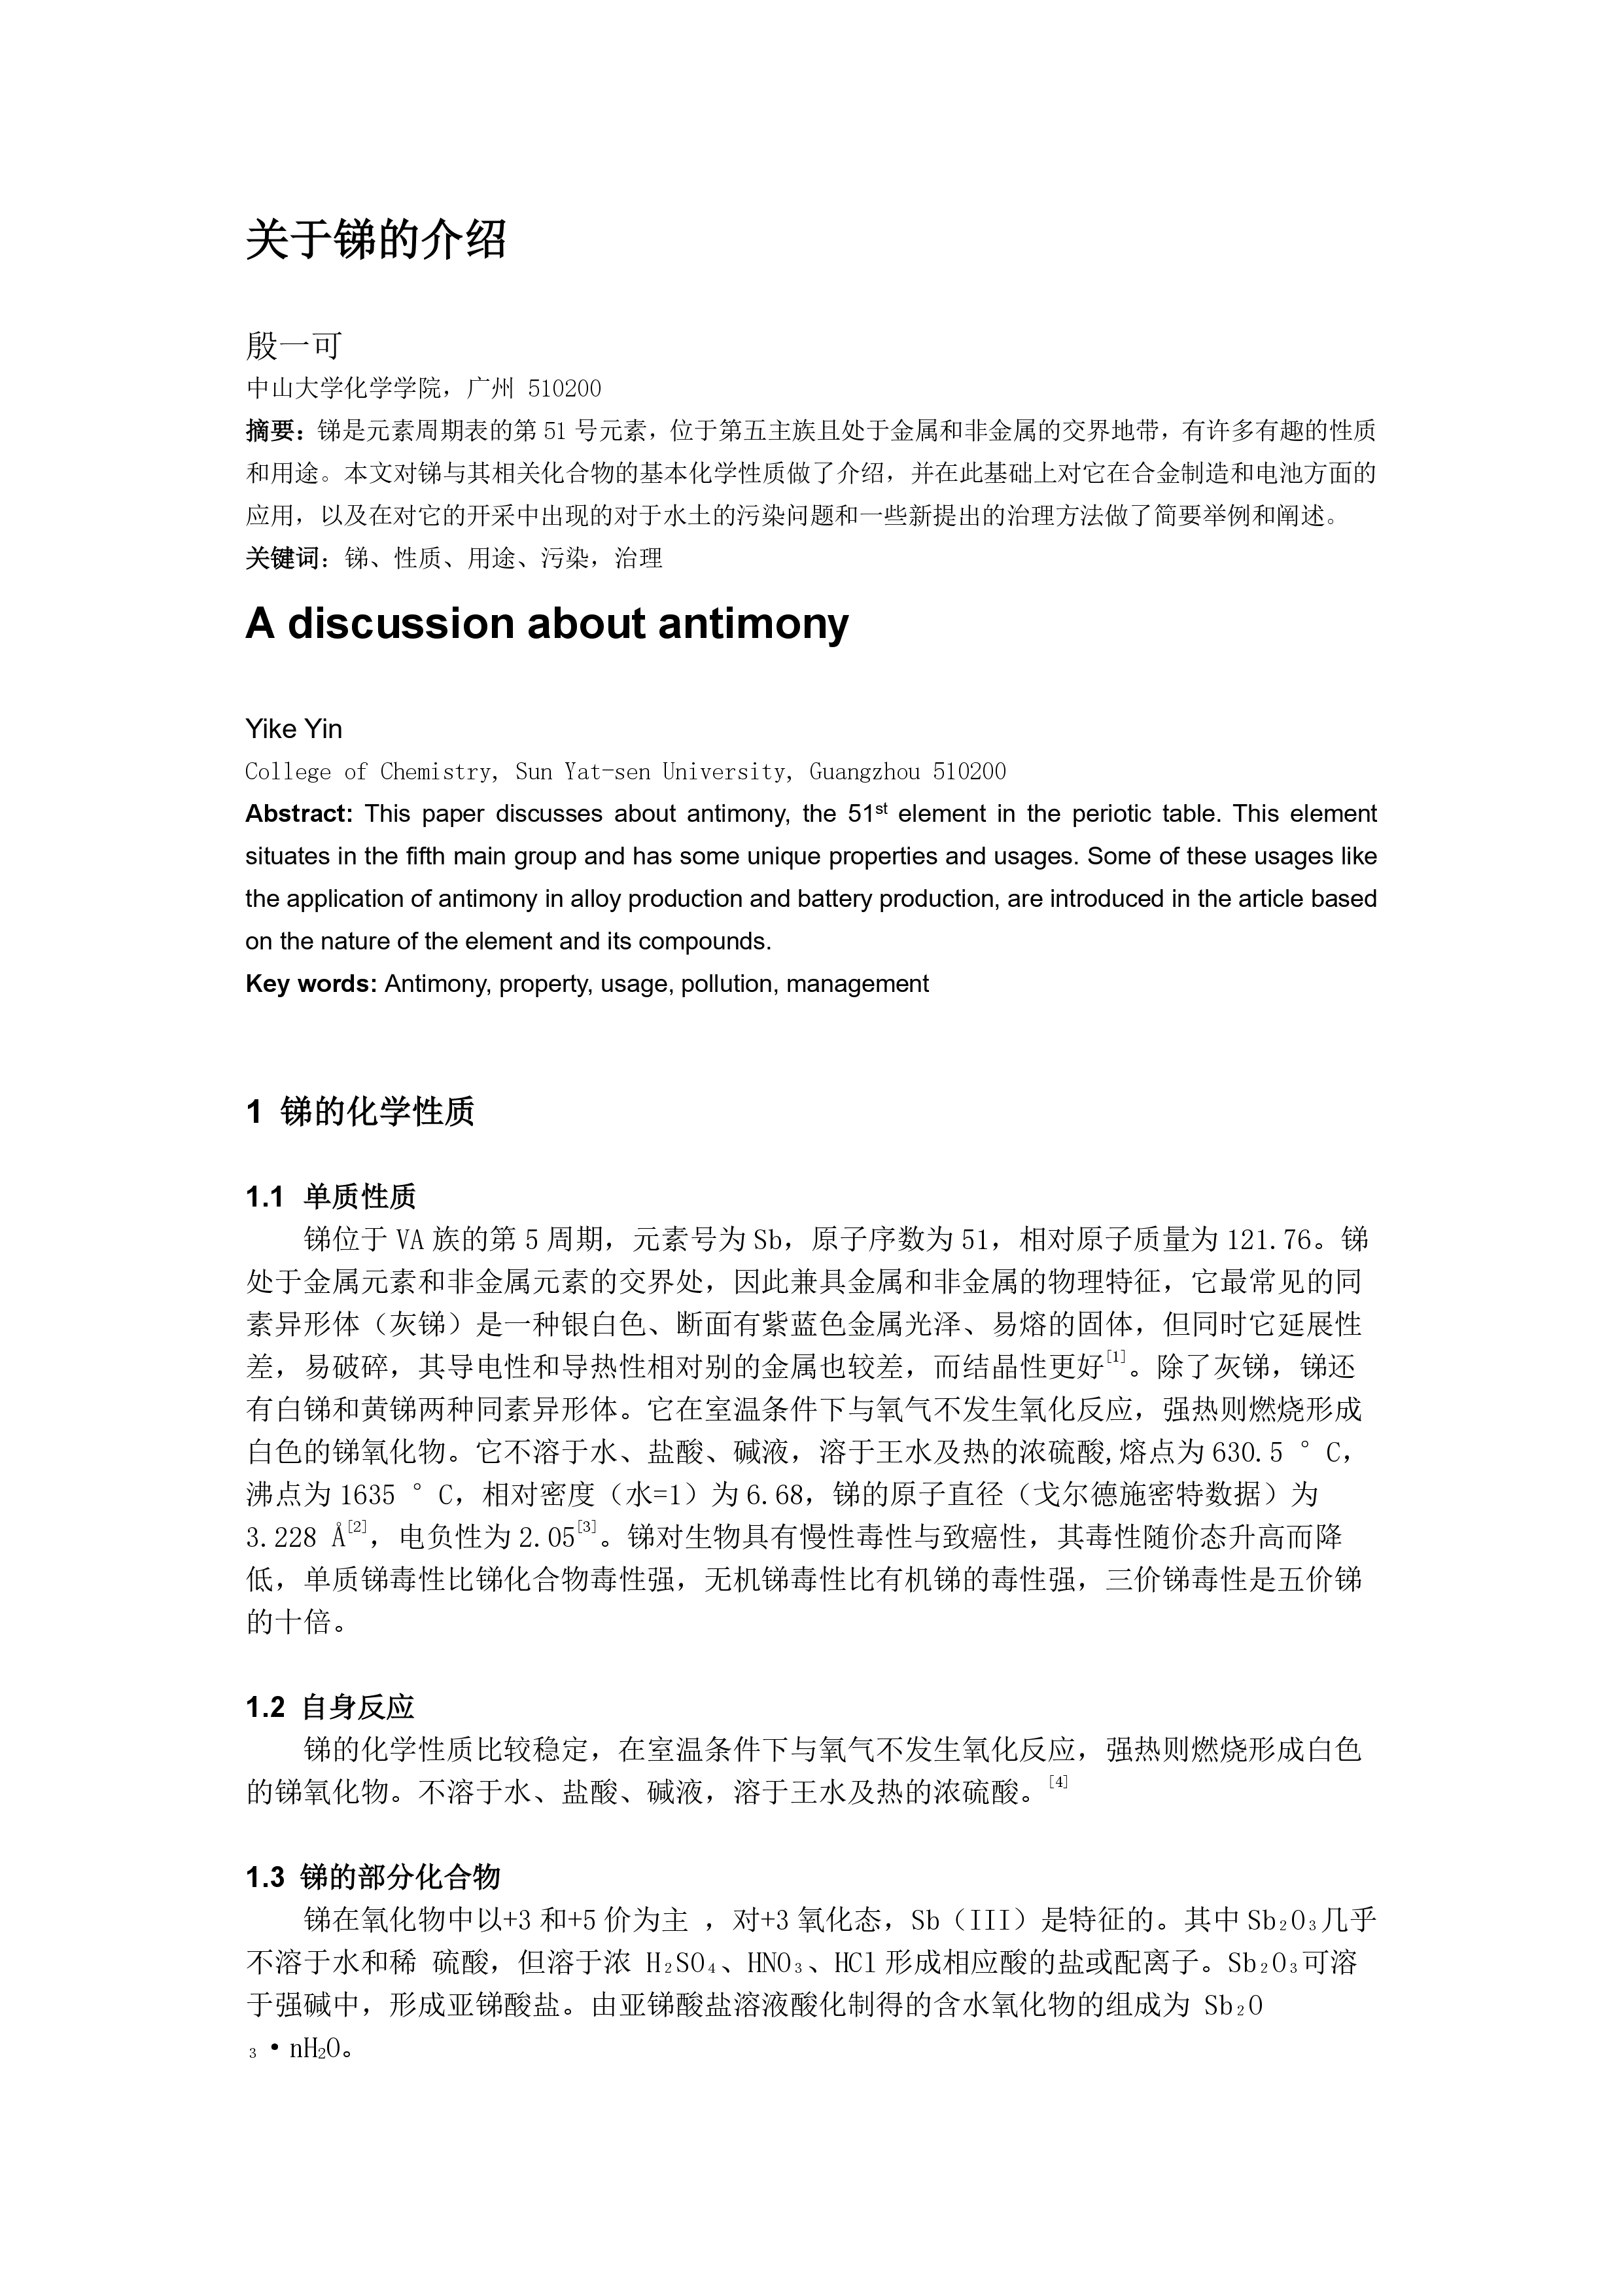 关于锑的介绍
殷一可
中山大学化学学院，广州 510200
摘要：锑是元素周期表的第 51 号元素，位于第五主族且处于金属和非金属的交界地带，有许多有趣的性质
和用途。本文对锑与其相关化合物的基本化学性质做了介绍，并在此基础上对它在合金制造和电池方面的
应用，以及在对它的开采中出现的对于水土的污染问题和一些新提出的治理方法做了简要举例和阐述。
关键词：锑、性质、用途、污染，治理
A discussion about antimony
Yike Yin
College of Chemistry, Sun Yat-sen University, Guangzhou 510200
Abstract: This paper discusses about antimony, the 51st element in the periotic table. This element
situates in the fifth main group and has some unique properties and usages. Some of these usages like
the application of antimony in alloy production and battery production, are introduced in the article based
on the nature of the element and its compounds.
Key words: Antimony, property, usage, pollution, management
1 锑的化学性质
1.1 单质性质
锑位于 VA 族的第 5 周期，元素号为 Sb，原子序数为 51，相对原子质量为 121.76。锑
处于金属元素和非金属元素的交界处，因此兼具金属和非金属的物理特征，它最常见的同
素异形体（灰锑）是一种银白色、断面有紫蓝色金属光泽、易熔的固体，但同时它延展性
差，易破碎，其导电性和导热性相对别的金属也较差，而结晶性更好[1]。除了灰锑，锑还
有白锑和黄锑两种同素异形体。它在室温条件下与氧气不发生氧化反应，强热则燃烧形成
白色的锑氧化物。它不溶于水、盐酸、碱液，溶于王水及热的浓硫酸,熔点为 630.5 ° C，
沸点为 1635 ° C，相对密度（水=1）为 6.68，锑的原子直径（戈尔德施密特数据）为
3.228 Å[2]，电负性为 2.05[3]。锑对生物具有慢性毒性与致癌性，其毒性随价态升高而降
低，单质锑毒性比锑化合物毒性强，无机锑毒性比有机锑的毒性强，三价锑毒性是五价锑
的十倍。
1.2 自身反应
锑的化学性质比较稳定，在室温条件下与氧气不发生氧化反应，强热则燃烧形成白色
的锑氧化物。不溶于水、盐酸、碱液，溶于王水及热的浓硫酸。[4]
1.3 锑的部分化合物
锑在氧化物中以+3 和+5 价为主 ，对+3 氧化态，Sb（III）是特征的。其中 Sb₂O₃几乎
不溶于水和稀 硫酸，但溶于浓 H₂SO₄、HNO₃、HCl 形成相应酸的盐或配离子。Sb₂O₃可溶
于强碱中，形成亚锑酸盐。由亚锑酸盐溶液酸化制得的含水氧化物的组成为 Sb₂O
₃ • nH₂O。